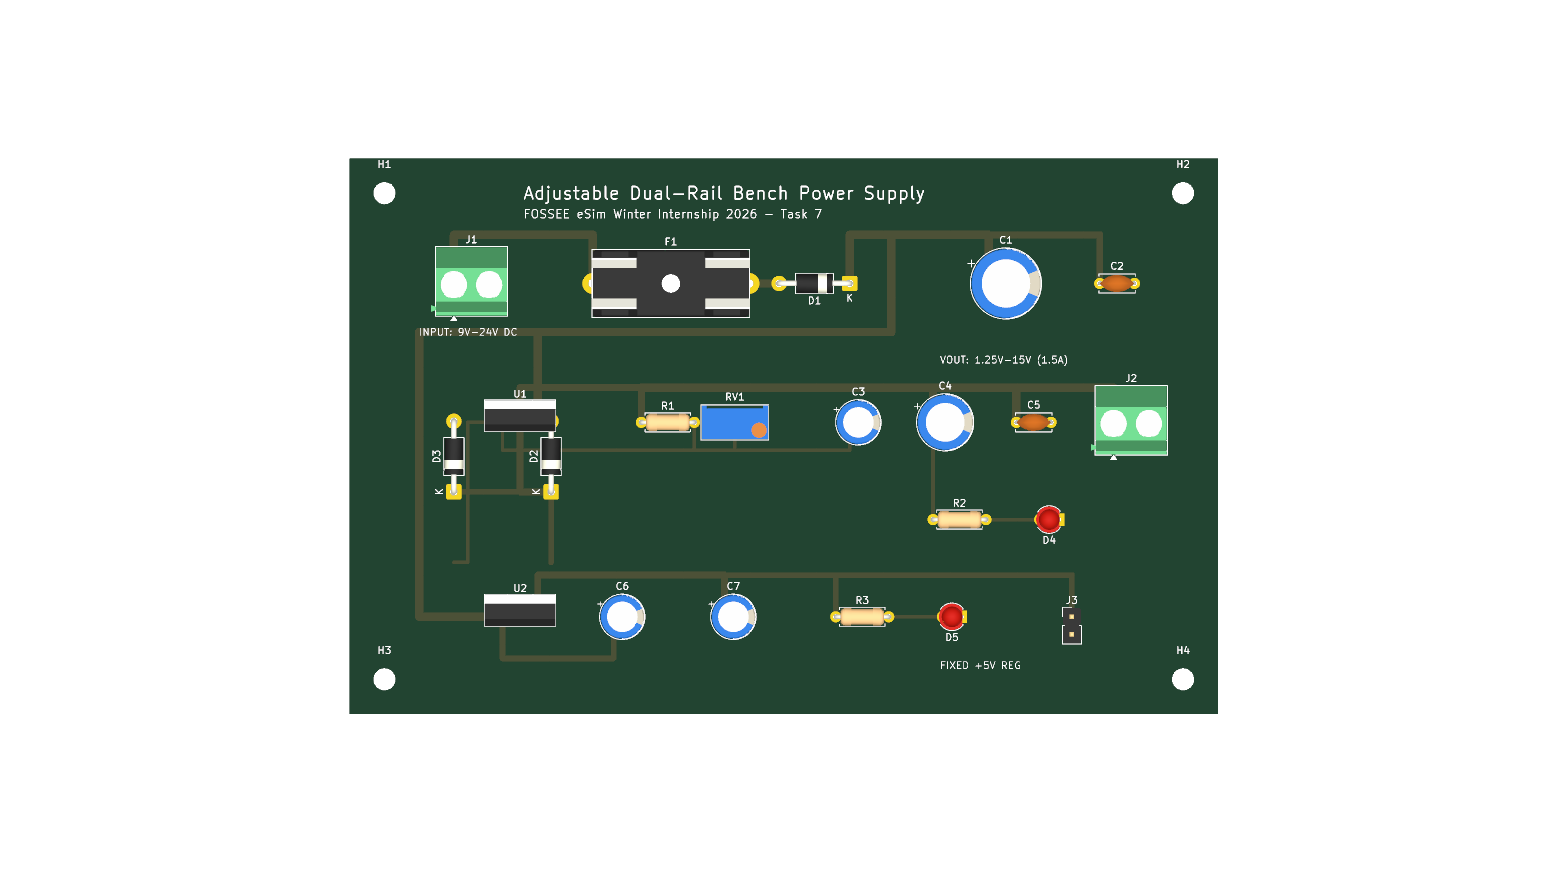 H1
H2
Adjustable Dual-Rail Bench Power Supply
FOSSEE eSim Winter Internship 2026 - Task 7
J1
F1
C1
+
C2
D1
K
INPUT: 9V-24V DC
VOUT: 1.25V-15V (1.5A)
J2
U1
R1
RV1
C3
+
C4
+
C5
D3
D2
K
K
R2
D4
U2
C6
+
C7
+
R3
D5
J3
H3
H4
FIXED +5V REG